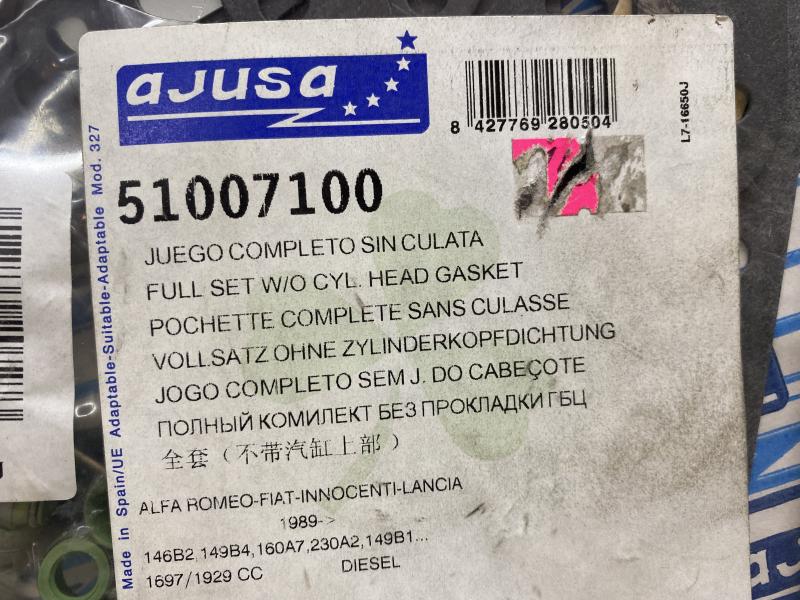 ajusa
8 427769 280504
L7-16650J
51007100
JUEGO COMPLETO SIN CULATA
FULL SET W/O CYL. HEAD GASKET
POCHETTE COMPLETE SANS CULASSE
VOLLSATZ OHNE ZYLINDERKOPFDICHTUNG
JOGO COMPLETO SEM J. DO CABEÇOTE
ПОЛНЫЙ КОМИЛЕКТ БЕЗ ПРОКЛАДКИ ГБЦ
全套（不带汽缸上部）
ALFA ROMEO-FIAT-INNOCENTI-LANCIA
1989->
146B2,149B4,160A7,230A2,149B1...
1697/1929 CC DIESEL
Made in Spain/UE Adaptable-Suitable-Adaptable Mod. 327